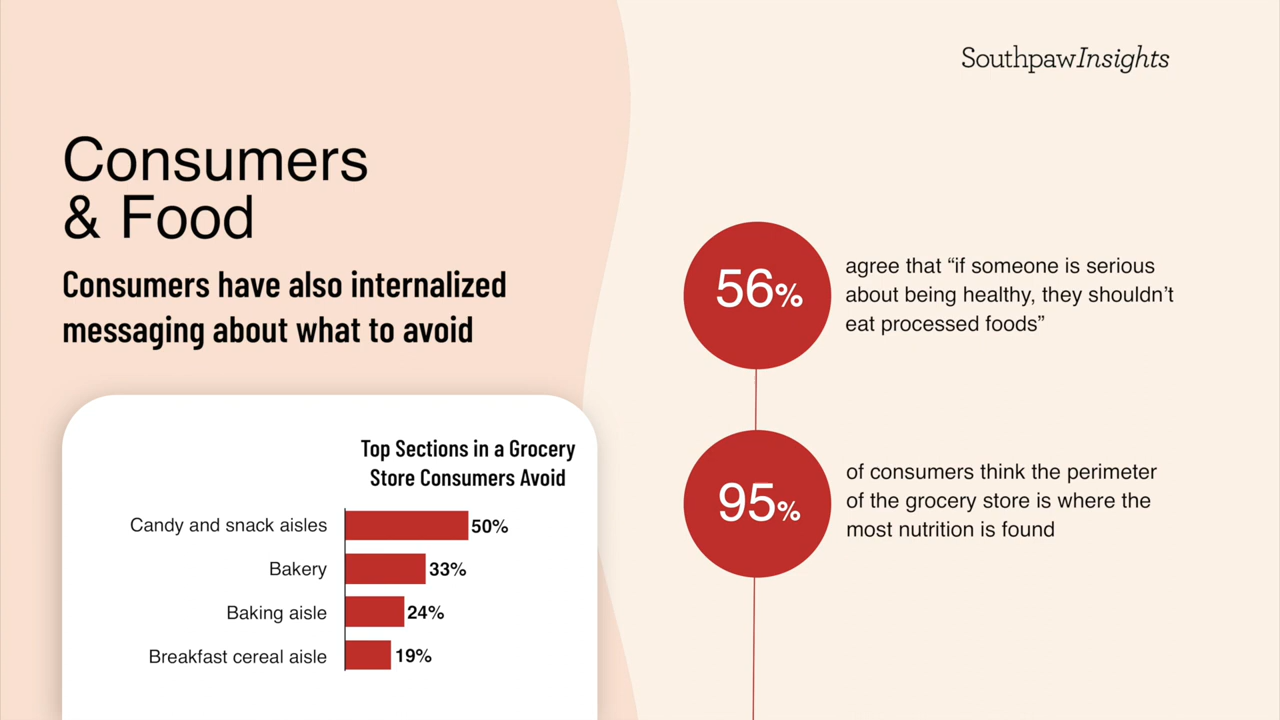 SouthpawInsights
Consumers
& Food
Consumers have also internalized
messaging about what to avoid
Top Sections in a Grocery
Store Consumers Avoid
Candy and snack aisles 50%
Bakery 33%
Baking aisle 24%
Breakfast cereal aisle 19%
56%
agree that “if someone is serious
about being healthy, they shouldn’t
eat processed foods”
95%
of consumers think the perimeter
of the grocery store is where the
most nutrition is found